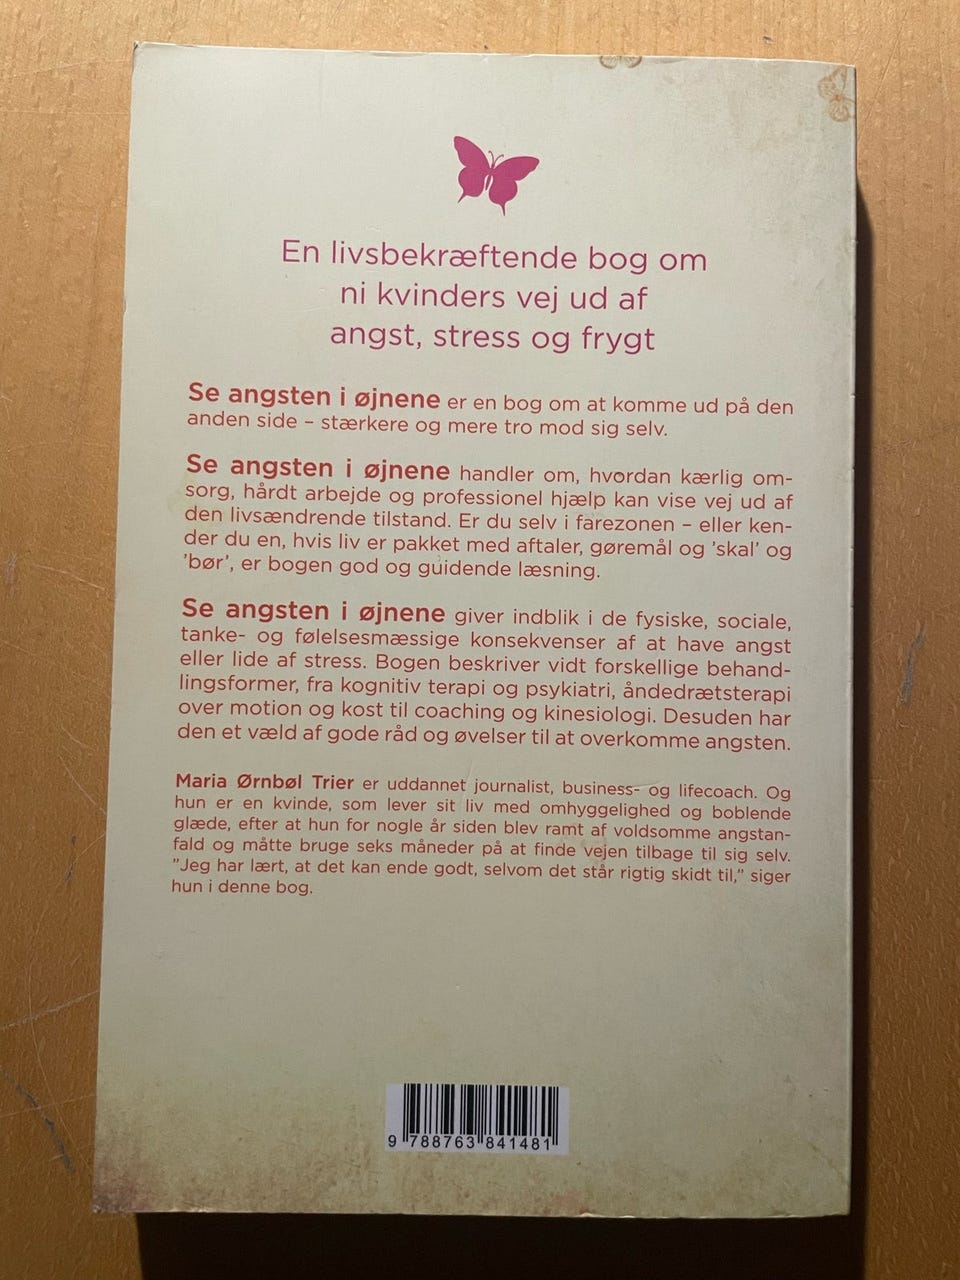 En livsbekræftende bog om
ni kvinders vej ud af
angst, stress og frygt
Se angsten i øjnene er en bog om at komme ud på den
anden side – stærkere og mere tro mod sig selv.
Se angsten i øjnene handler om, hvordan kærlig om-
sorg, hårdt arbejde og professionel hjælp kan vise vej ud af
den livsændrende tilstand. Er du selv i farezonen – eller ken-
der du en, hvis liv er pakket med aftaler, gøremål og ’skal’ og
’bør’, er bogen god og guidende læsning.
Se angsten i øjnene giver indblik i de fysiske, sociale,
tanke- og følelsesmæssige konsekvenser af at have angst
eller lide af stress. Bogen beskriver vidt forskellige behand-
lingsformer, fra kognitiv terapi og psykiatri, åndedrætsterapi
over motion og kost til coaching og kinesiologi. Desuden har
den et væld af gode råd og øvelser til at overkomme angsten.
Maria Ørnbøl Trier er uddannet journalist, business- og lifecoach. Og
hun er en kvinde, som lever sit liv med omhyggelighed og boblende
glæde, efter at hun for nogle år siden blev ramt af voldsomme angstan-
fald og måtte bruge seks måneder på at finde vejen tilbage til sig selv.
”Jeg har lært, at det kan ende godt, selvom det står rigtig skidt til,” siger
hun i denne bog.
9 788763 841481